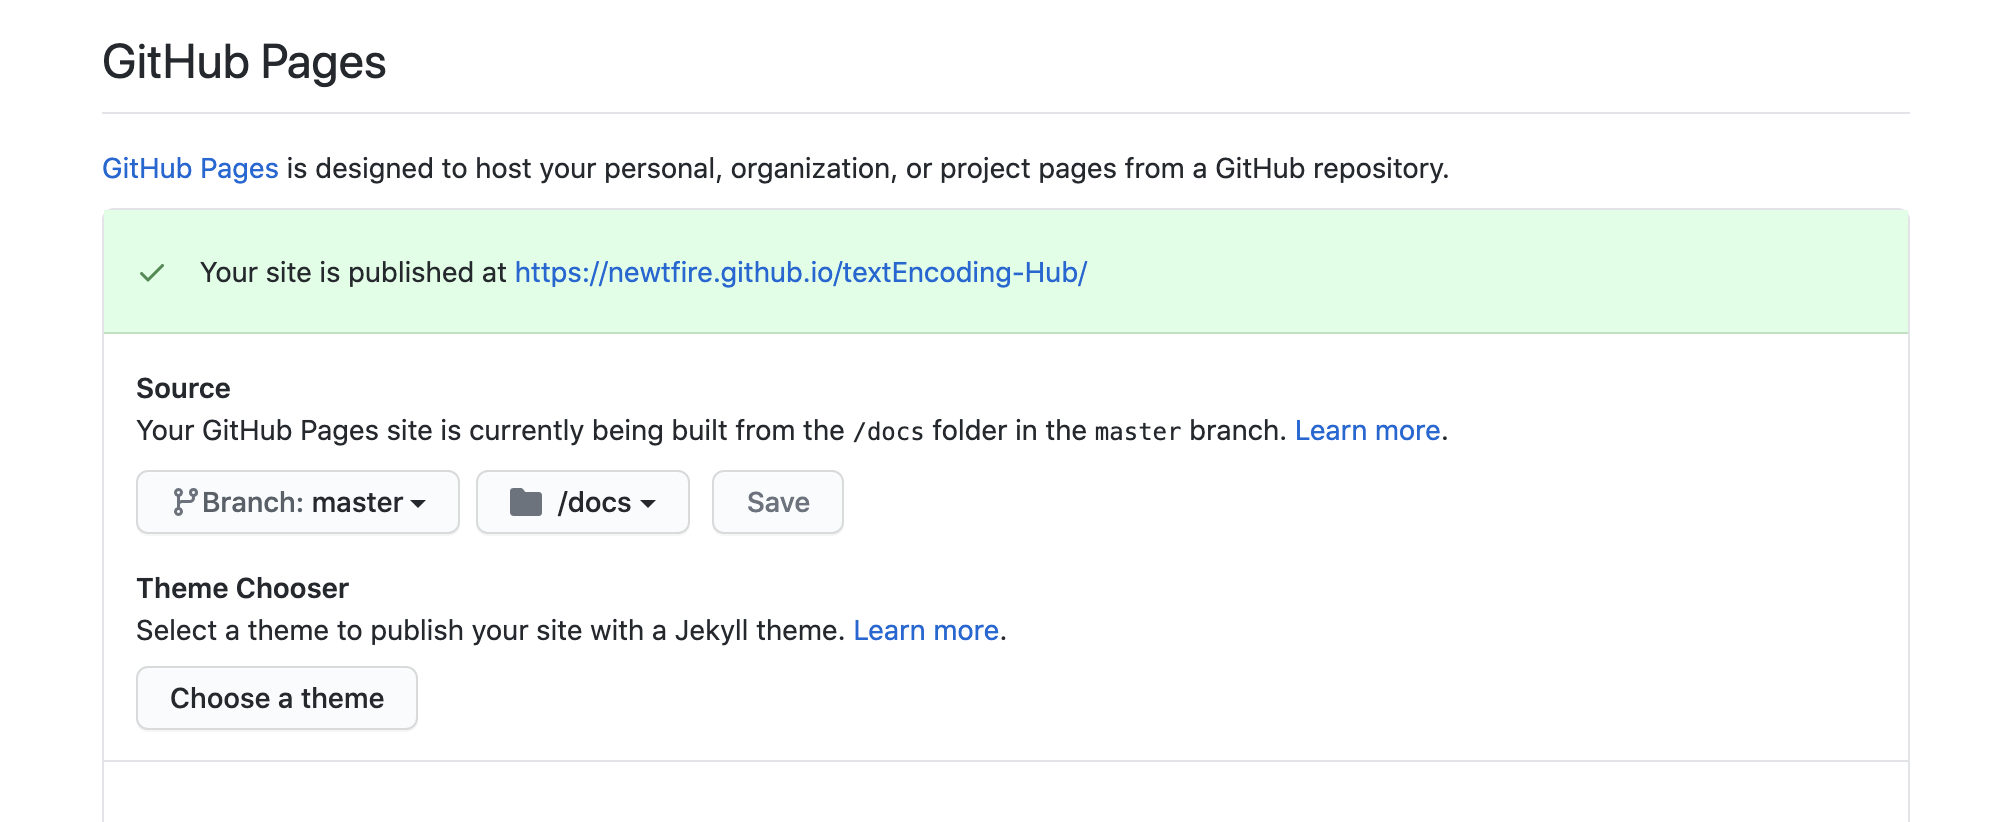 GitHub Pages
GitHub Pages is designed to host your personal, organization, or project pages from a GitHub repository.
Your site is published at https://newtfire.github.io/textEncoding-Hub/
Source
Your GitHub Pages site is currently being built from the /docs folder in the master branch. Learn more.
Branch: master /docs Save
Theme Chooser
Select a theme to publish your site with a Jekyll theme. Learn more.
Choose a theme